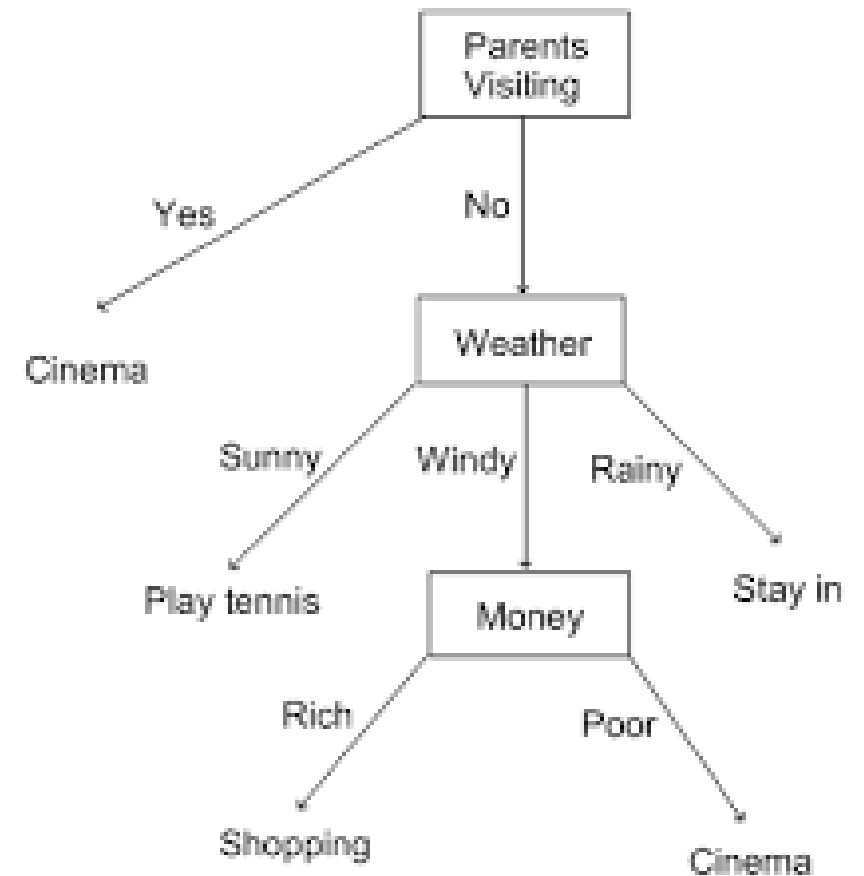 Parents
Visiting
Yes
No
Cinema
Weather
Sunny
Windy
Rainy
Play tennis
Stay in
Money
Rich
Poor
Shopping
Cinema